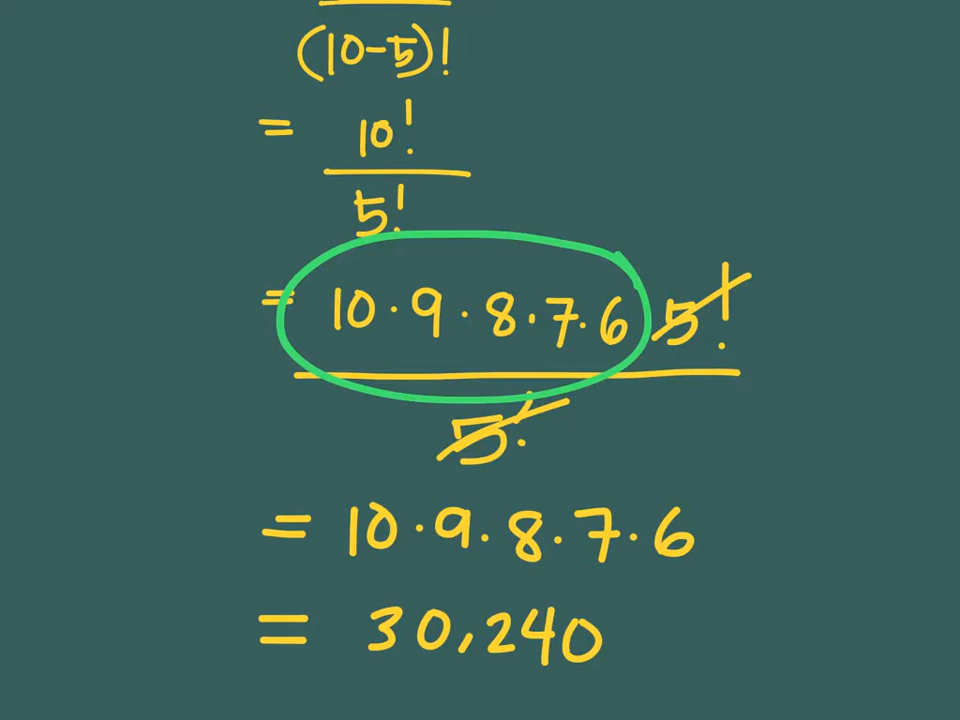 (10-5)!
= 10!
5!
= 10 · 9 · 8 · 7 · 6 5!
5!
= 10 · 9 · 8 · 7 · 6
= 30,240